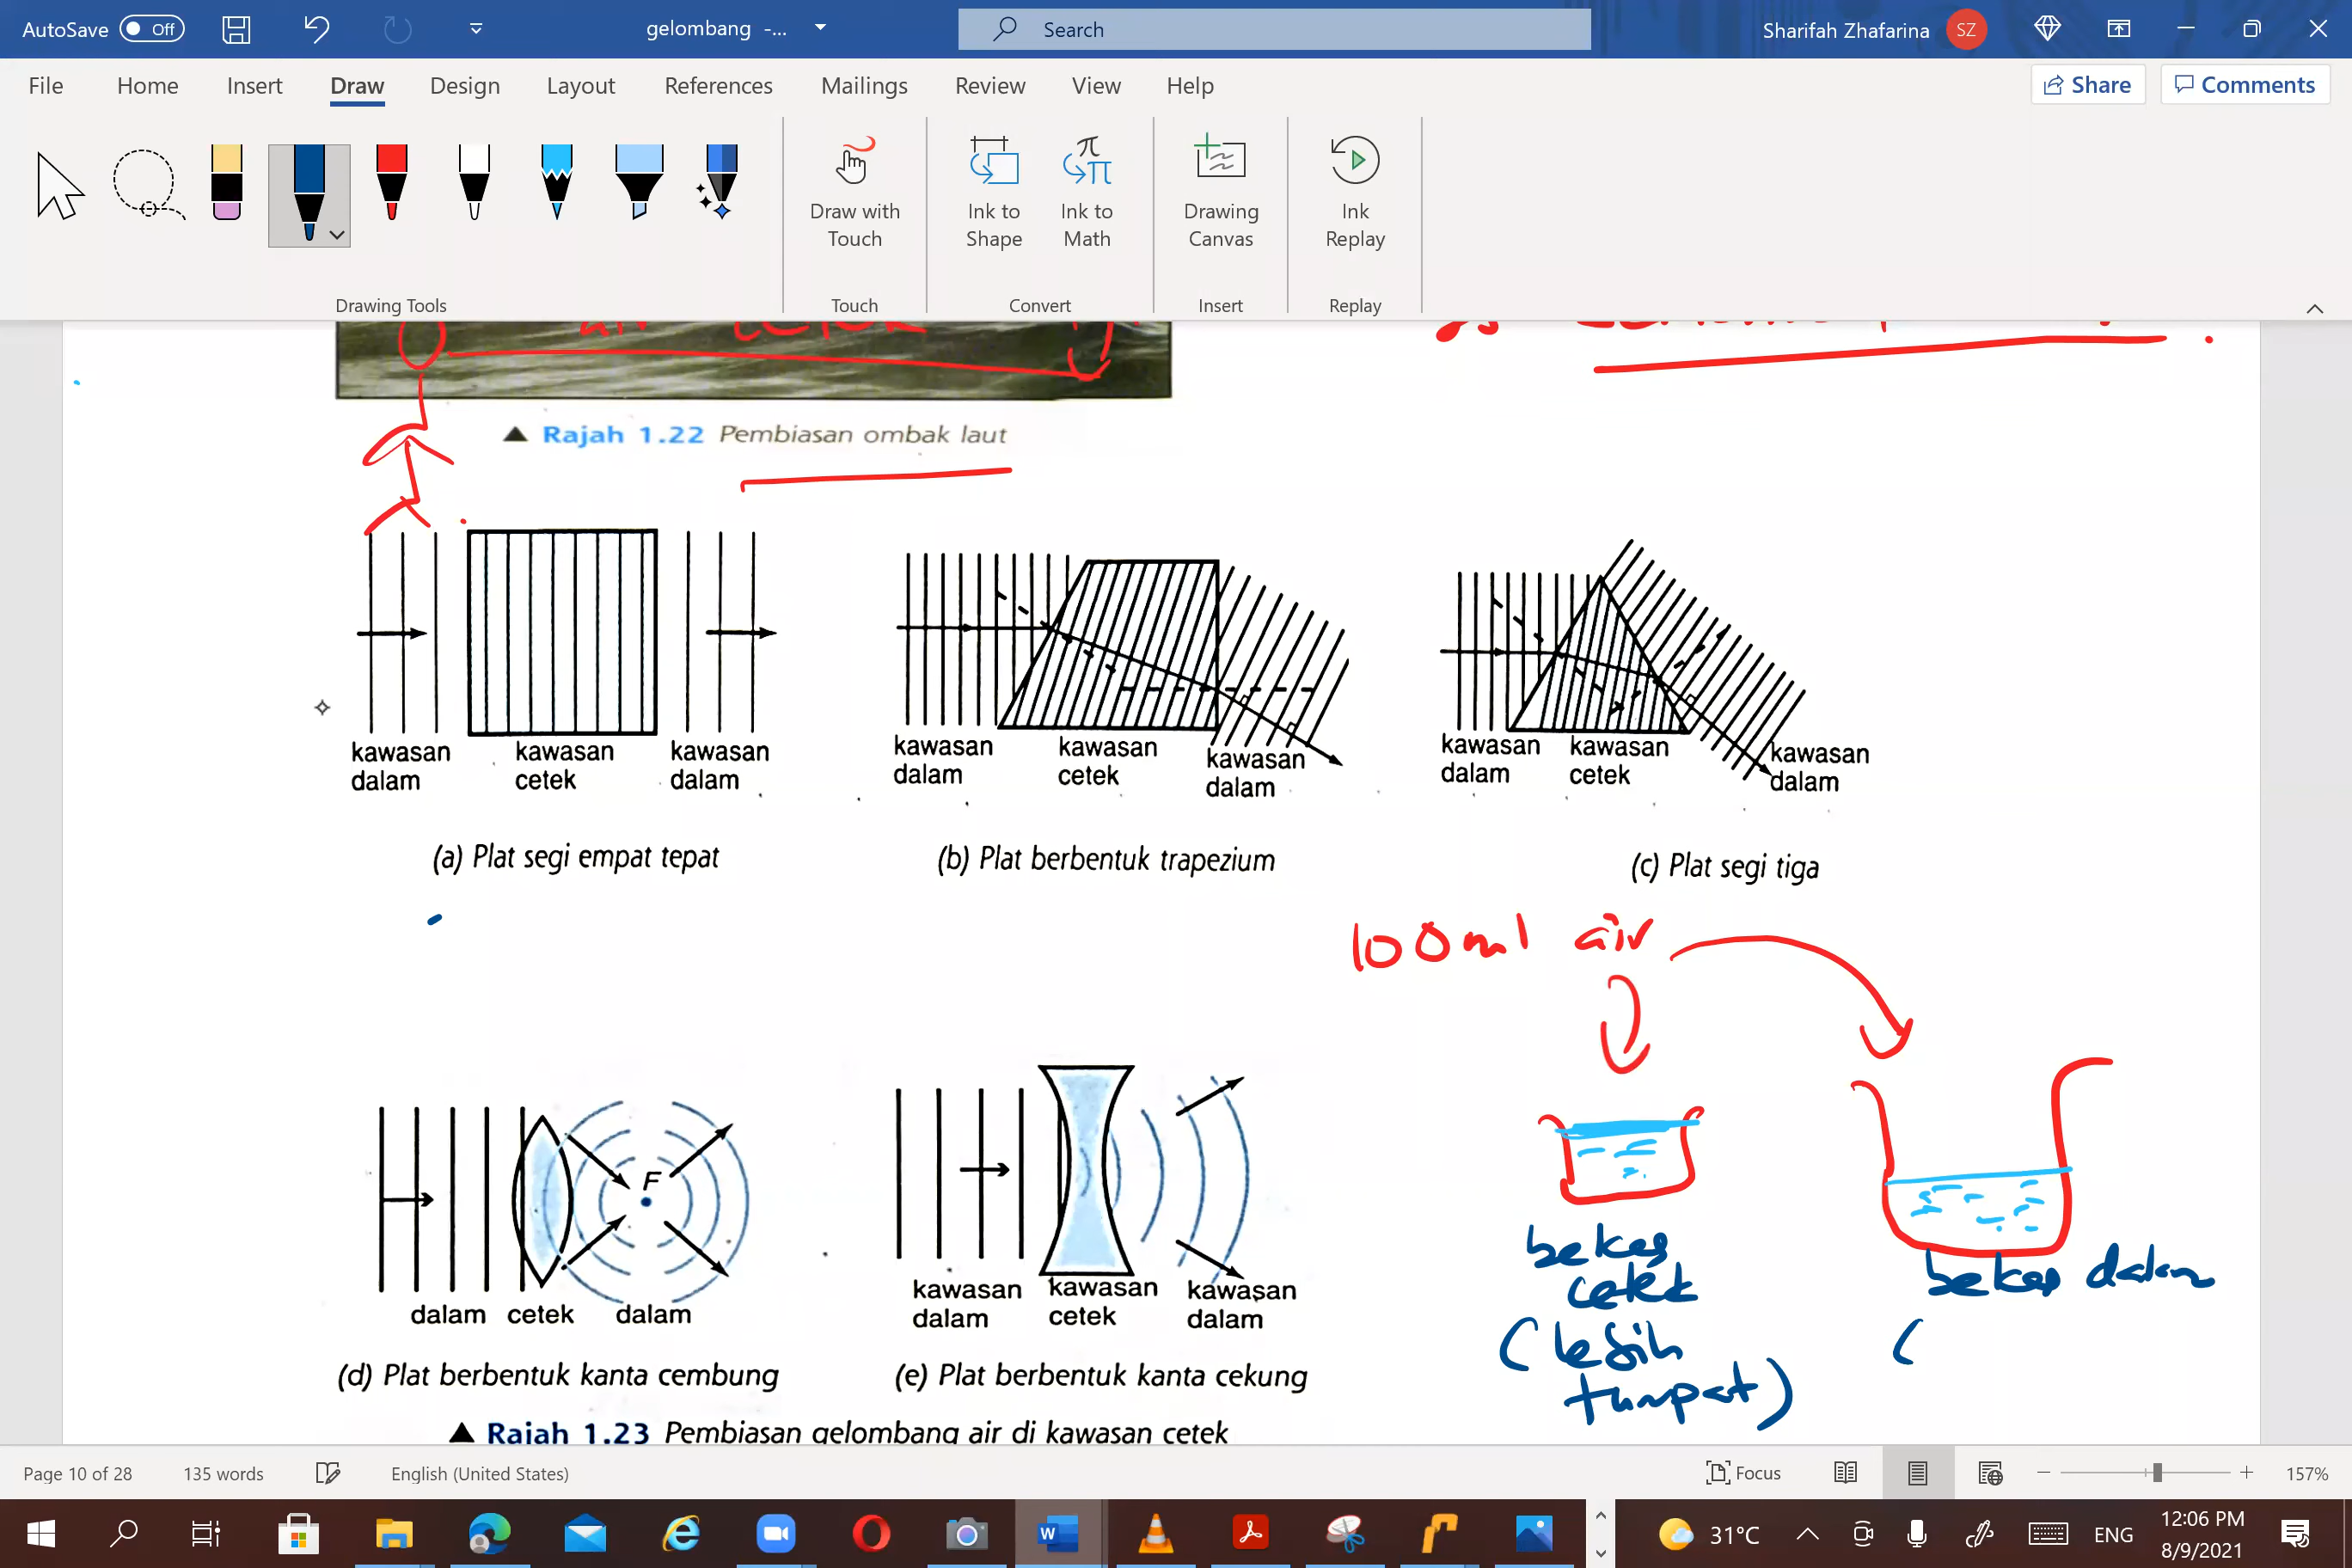 AutoSave Off gelombang -... Search Sharifah Zhafarina SZ
File Home Insert Draw Design Layout References Mailings Review View Help Share Comments
Draw with Touch
Ink to Shape
Ink to Math
Drawing Canvas
Ink Replay
Drawing Tools Touch Convert Insert Replay
air cetek
▲ Rajah 1.22 Pembiasan ombak laut
kawasan dalam
kawasan cetek
kawasan dalam
(a) Plat segi empat tepat
kawasan dalam
kawasan cetek
kawasan dalam
(b) Plat berbentuk trapezium
kawasan dalam
kawasan cetek
kawasan dalam
(c) Plat segi tiga
100ml air
F
dalam cetek dalam
(d) Plat berbentuk kanta cembung
kawasan dalam
kawasan cetek
kawasan dalam
(e) Plat berbentuk kanta cekung
bekas
cetek
(lebih
tumpat)
bekas dalam
(
▲ Rajah 1.23 Pembiasan gelombang air di kawasan cetek
Page 10 of 28 135 words English (United States) Focus 157%
31°C ENG 12:06 PM
8/9/2021